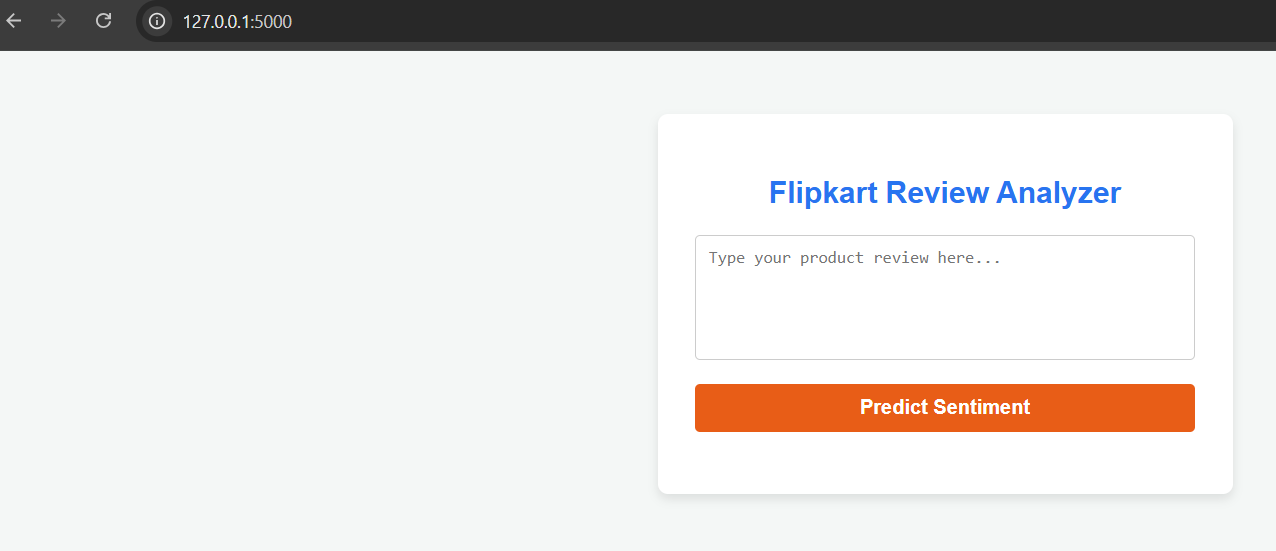 127.0.0.1:5000
Flipkart Review Analyzer
Type your product review here...
Predict Sentiment